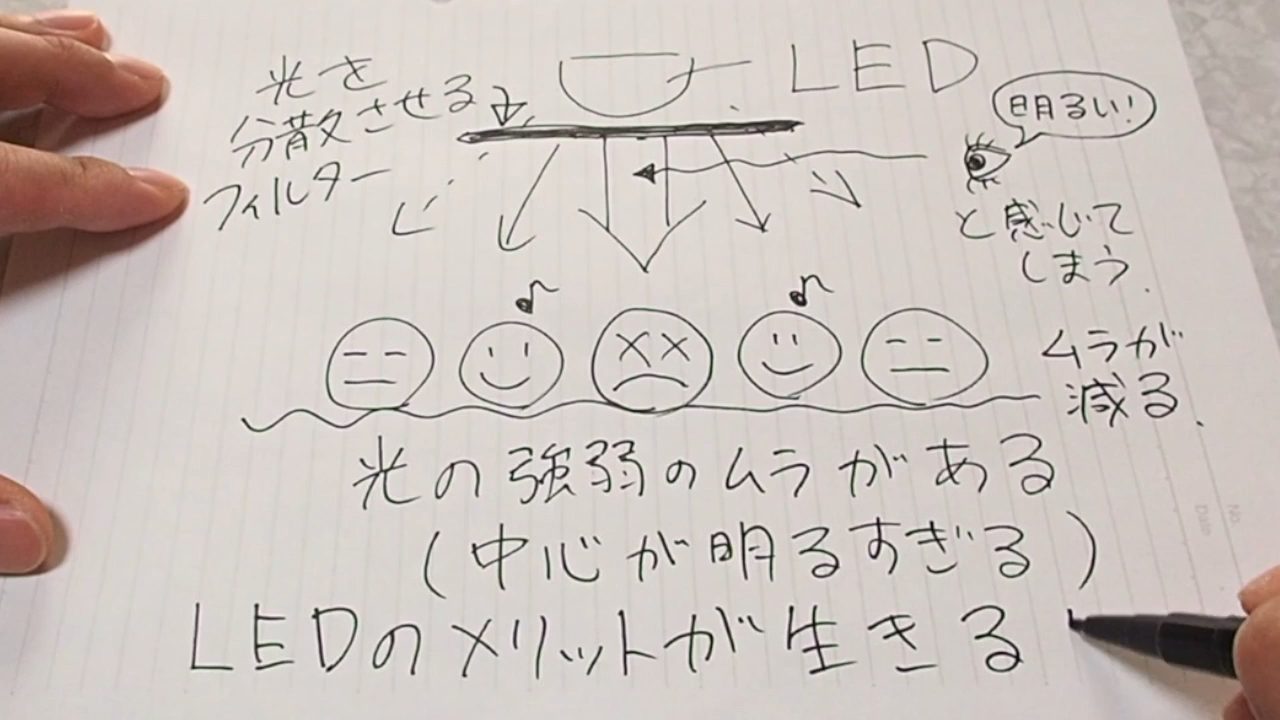 光を
分散させる
フィルター
LED
明るい!
と感じて
しまう.
ムラが
減る.
光の強弱のムラがある
(中心が明るすぎる)
LEDのメリットが生きる
No.
Date